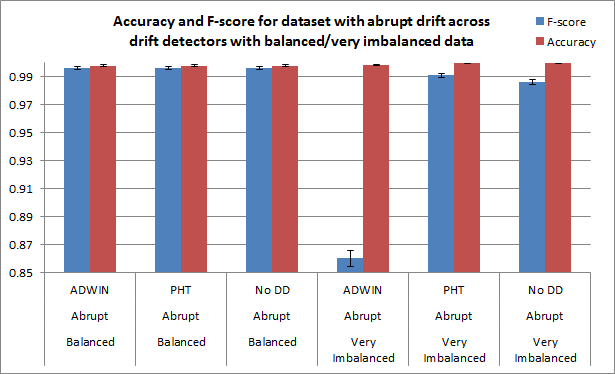 Accuracy and F-score for dataset with abrupt drift across
drift detectors with balanced/very imbalanced data
F-score
Accuracy
0.99
0.97
0.95
0.93
0.91
0.89
0.87
0.85
ADWIN PHT No DD ADWIN PHT No DD
Abrupt Abrupt Abrupt Abrupt Abrupt Abrupt
Balanced Balanced Balanced Very Very Very
Imbalanced Imbalanced Imbalanced